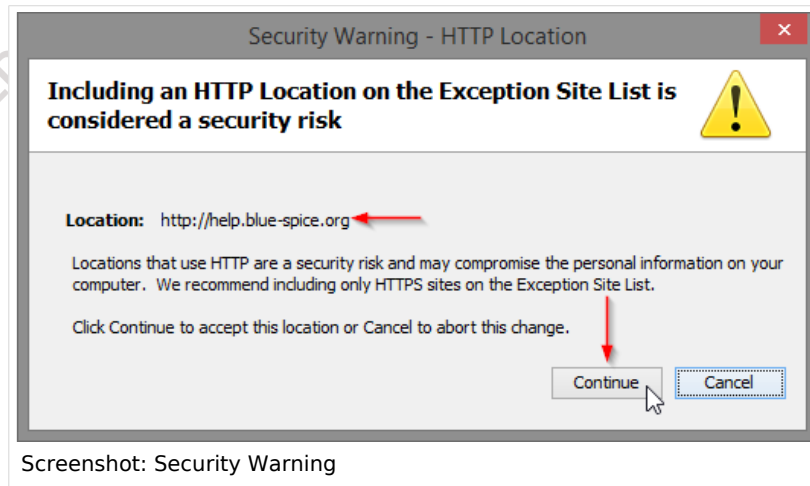 Security Warning - HTTP Location
Including an HTTP Location on the Exception Site List is
considered a security risk
Location: http://help.blue-spice.org
Locations that use HTTP are a security risk and may compromise the personal information on your
computer. We recommend including only HTTPS sites on the Exception Site List.
Click Continue to accept this location or Cancel to abort this change.
Continue Cancel
Screenshot: Security Warning